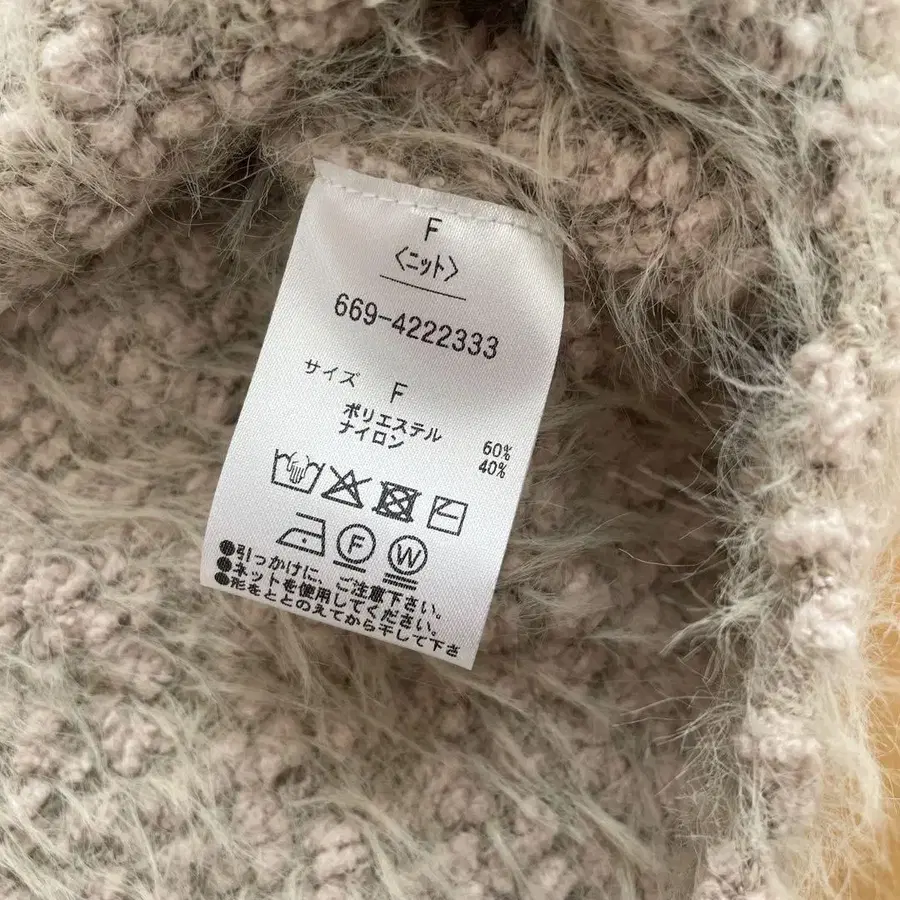 F
〈ニット〉
669-4222333
サイズ F
ポリエステル 60%
ナイロン 40%
F W
●引っかけに、ご注意下さい。
●ネットを使用してください。
●形をととのえてから干して下さ